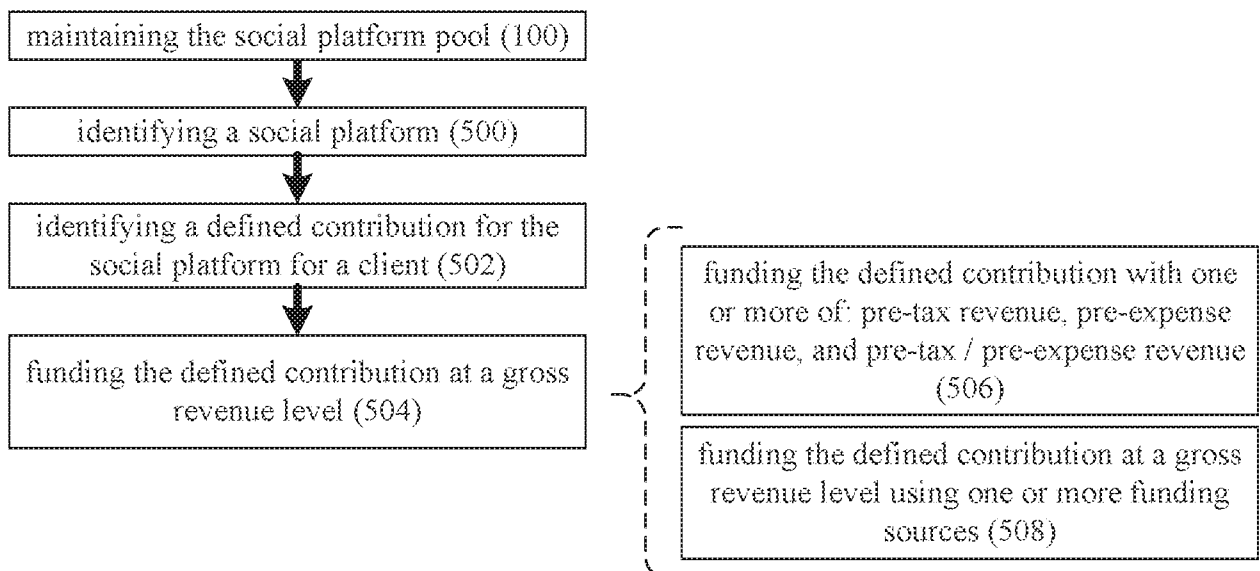 maintaining the social platform pool (100)
identifying a social platform (500)
identifying a defined contribution for the
social platform for a client (502)
funding the defined contribution at a gross
revenue level (504)
funding the defined contribution with one
or more of: pre-tax revenue, pre-expense
revenue, and pre-tax / pre-expense revenue
(506)
funding the defined contribution at a gross
revenue level using one or more funding
sources (508)